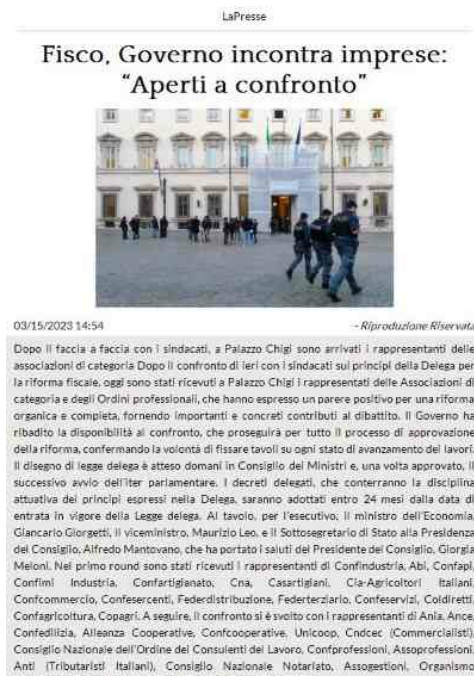 LaPresse
Fisco, Governo incontra imprese:
“Aperti a confronto”
03/15/2023 14:54
- Riproduzione Riservata
Dopo il faccia a faccia con i sindacati, a Palazzo Chigi sono arrivati i rappresentanti delle
associazioni di categoria Dopo il confronto di ieri con i sindacati sui principi della Delega per
la riforma fiscale, oggi sono stati ricevuti a Palazzo Chigi i rappresentati delle Associazioni di
categoria e degli Ordini professionali, che hanno espresso un parere positivo per una riforma
organica e completa, fornendo importanti e concreti contributi al dibattito. Il Governo ha
ribadito la disponibilità al confronto, che proseguirà per tutto il processo di approvazione
della riforma, confermando la volontà di fissare tavoli su ogni stato di avanzamento dei lavori.
Il disegno di legge delega è atteso domani in Consiglio dei Ministri e, una volta approvato, il
successivo avvio dell'iter parlamentare. I decreti delegati, che conterranno la disciplina
attuativa dei principi espressi nella Delega, saranno adottati entro 24 mesi dalla data di
entrata in vigore della Legge delega. Al tavolo, per l'esecutivo, il ministro dell'Economia,
Giancarlo Giorgetti, il viceministro, Maurizio Leo, e il Sottosegretario di Stato alla Presidenza
del Consiglio, Alfredo Mantovano, che ha portato i saluti del Presidente del Consiglio, Giorgia
Meloni. Nel primo round sono stati ricevuti i rappresentanti di Confindustria, Abi, Confapi,
Confimi Industria, Confartigianato, Cna, Casartigiani, Cia-Agricoltori Italiani,
Confcommercio, Confesercenti, Federdistribuzione, Federterziario, Confeservizi, Coldiretti,
Confagricoltura, Copagri. A seguire, il confronto si è svolto con i rappresentanti di Ania, Ance,
Confedilizia, Alleanza Cooperative, Confcooperative, Unicoop, Cndcec (Commercialisti),
Consiglio Nazionale dell'Ordine dei Consulenti del Lavoro, Confprofessioni, Assoprofessioni,
Anti (Tributaristi Italiani), Consiglio Nazionale Notariato, Assogestioni, Organismo